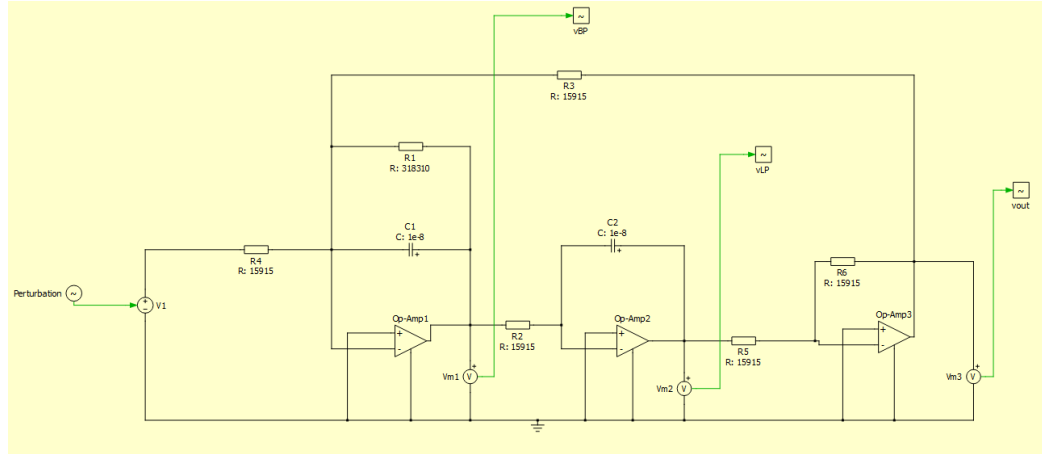 ~
vBP
R3
R: 15915
R1
R: 318310
~
vLP
~
vout
C1
C: 1e-8
+
C2
C: 1e-8
+
R4
R: 15915
R6
R: 15915
Perturbation
~
+
-
V1
Op-Amp1
+
-
R2
R: 15915
Op-Amp2
+
-
R5
R: 15915
Op-Amp3
+
-
Vm1
V
+
Vm2
V
+
Vm3
V
+